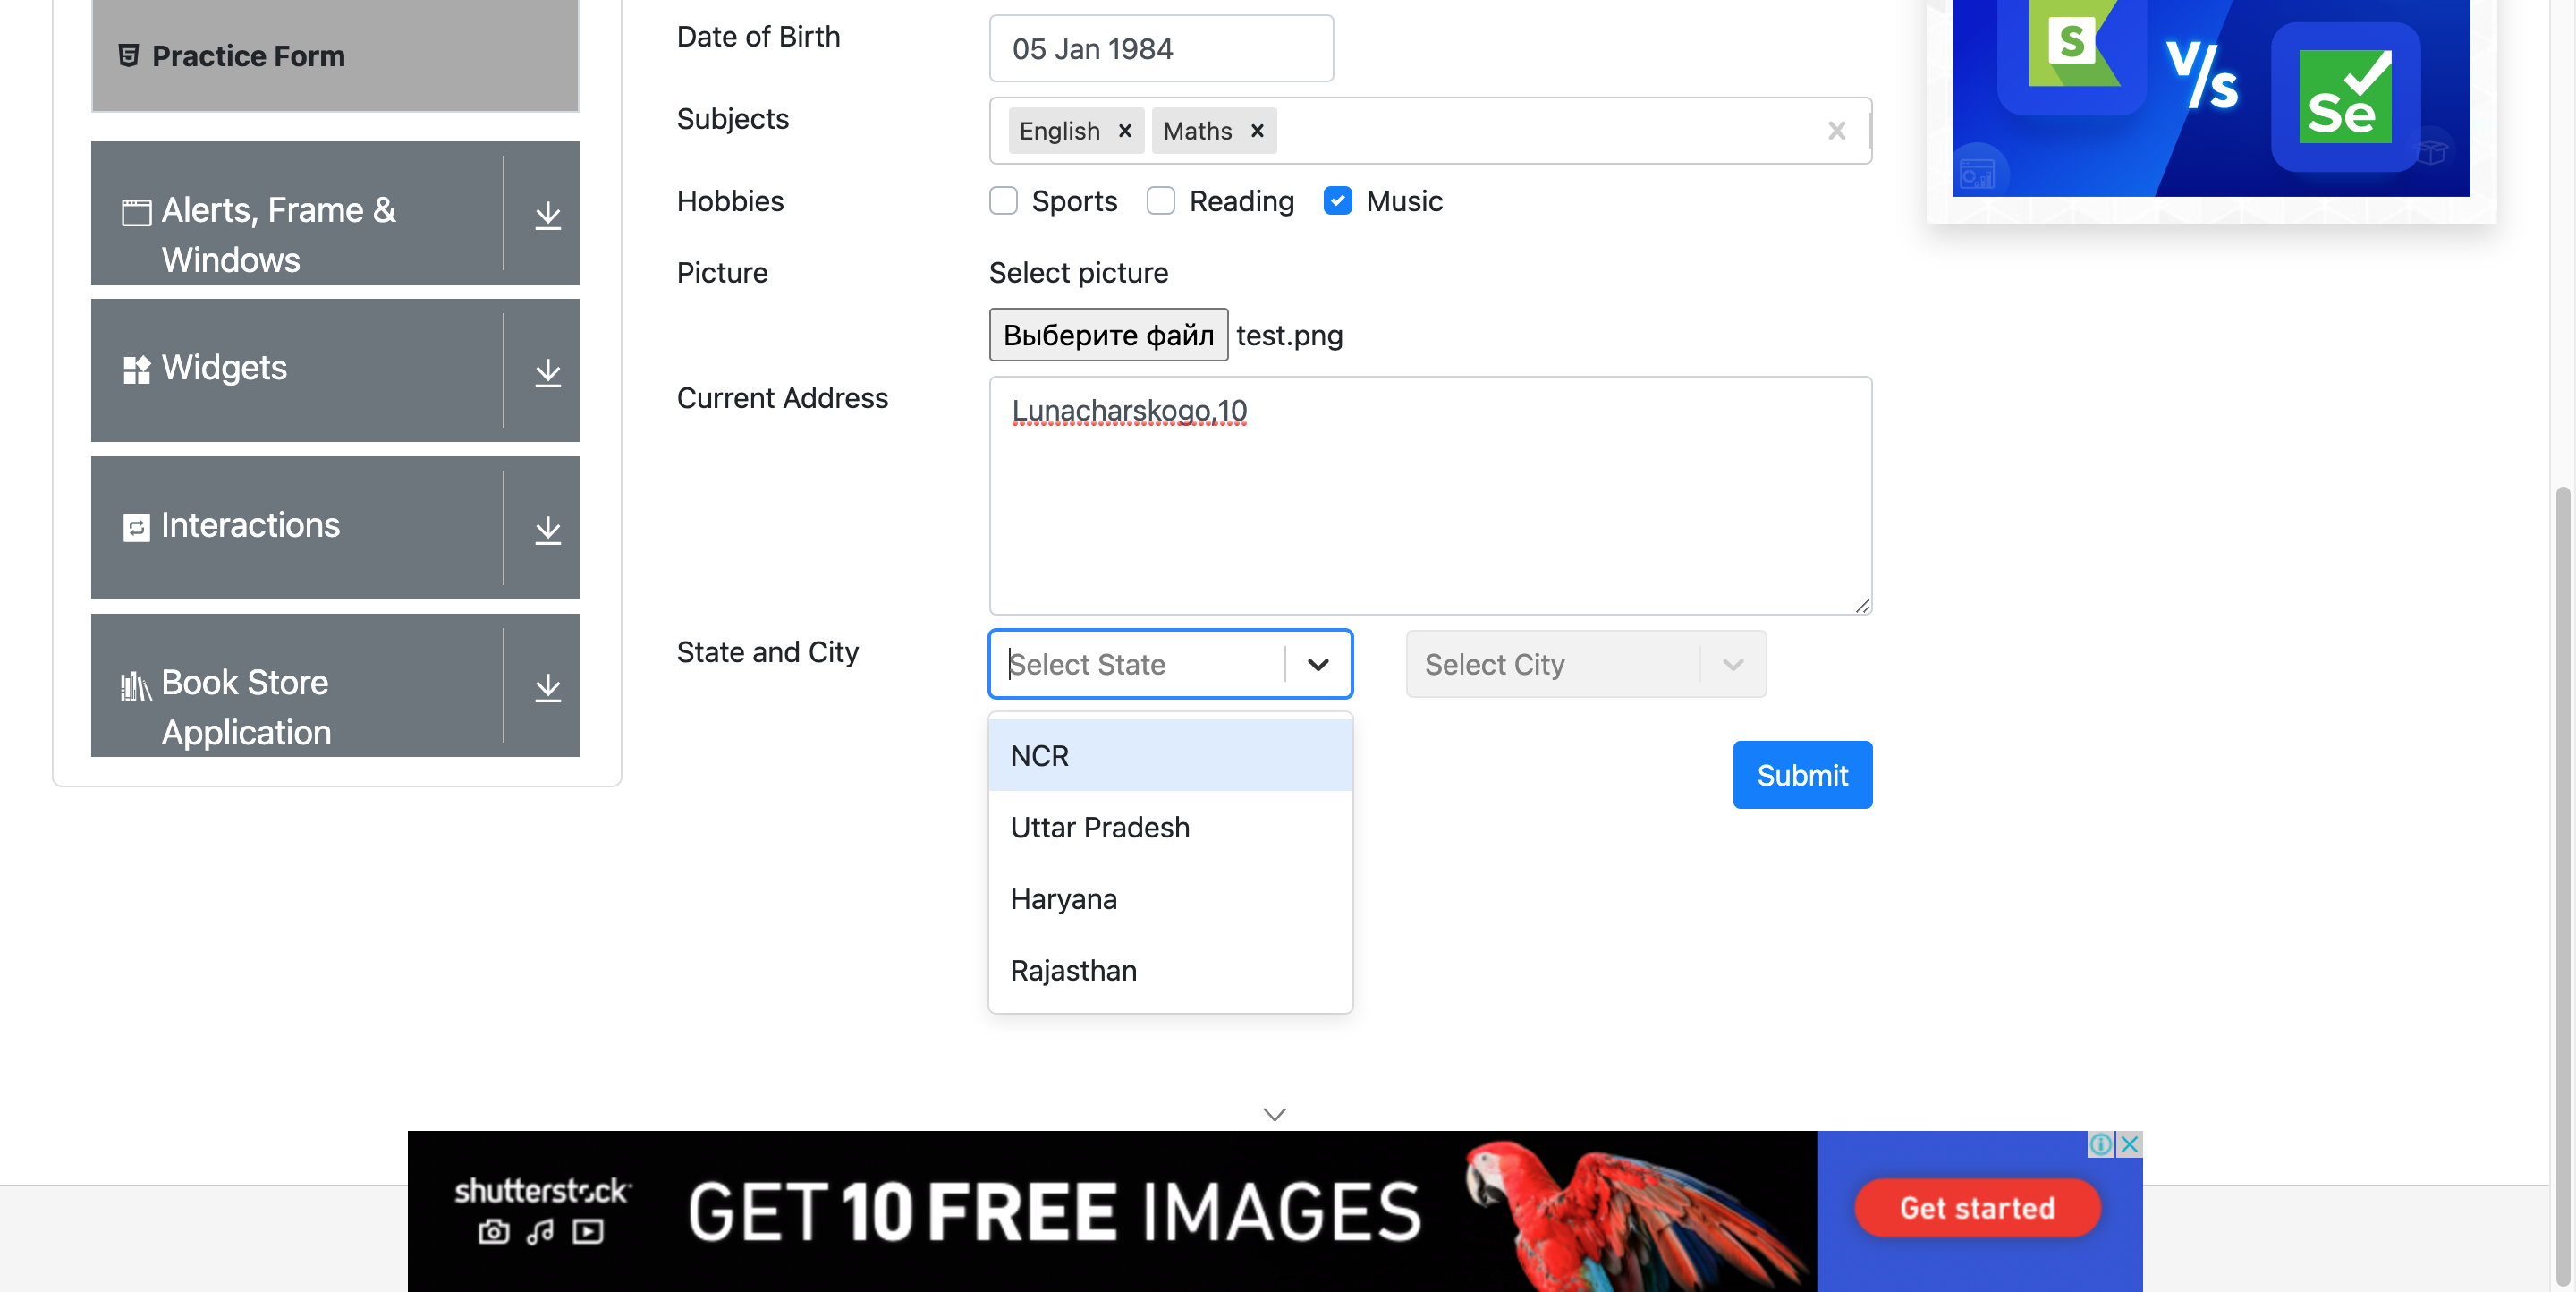 Practice Form
Alerts, Frame &
Windows
Widgets
Interactions
Book Store
Application
Date of Birth
05 Jan 1984
Subjects
English × Maths ×
Hobbies
Sports Reading Music
Picture
Select picture
Выберите файл test.png
Current Address
Lunacharskogo,10
State and City
Select State
Select City
NCR
Uttar Pradesh
Haryana
Rajasthan
Submit
S
V/s
Se
shutterstock
GET 10 FREE IMAGES
Get started